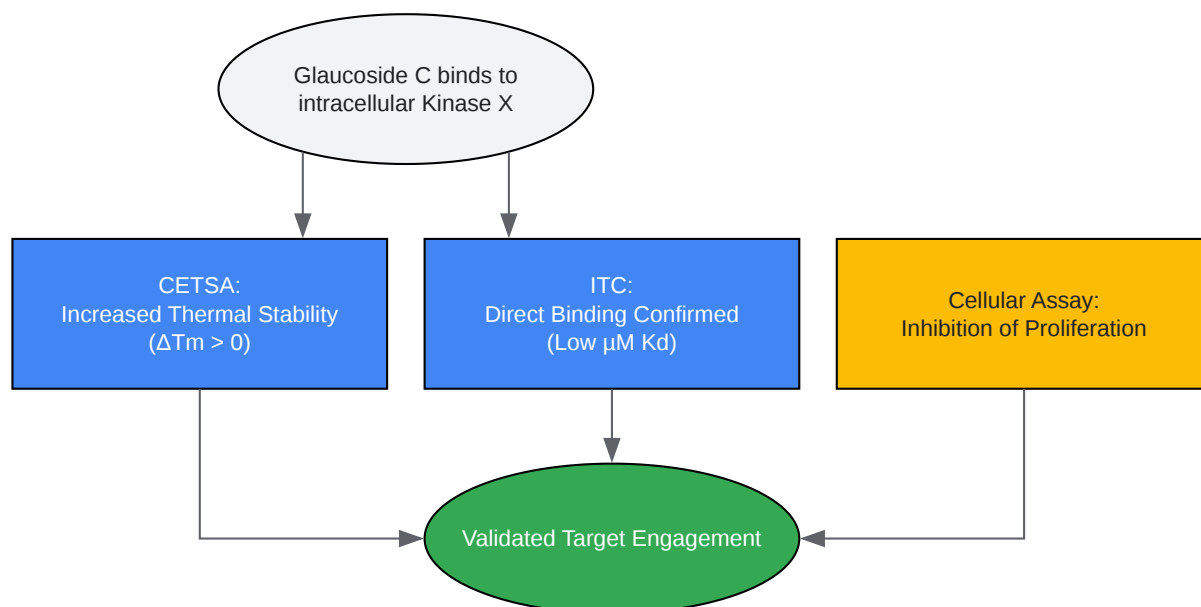 Glaucoside C binds to
intracellular Kinase X
CETSA:
Increased Thermal Stability
(ΔTm > 0)
ITC:
Direct Binding Confirmed
(Low µM Kd)
Cellular Assay:
Inhibition of Proliferation
Validated Target Engagement